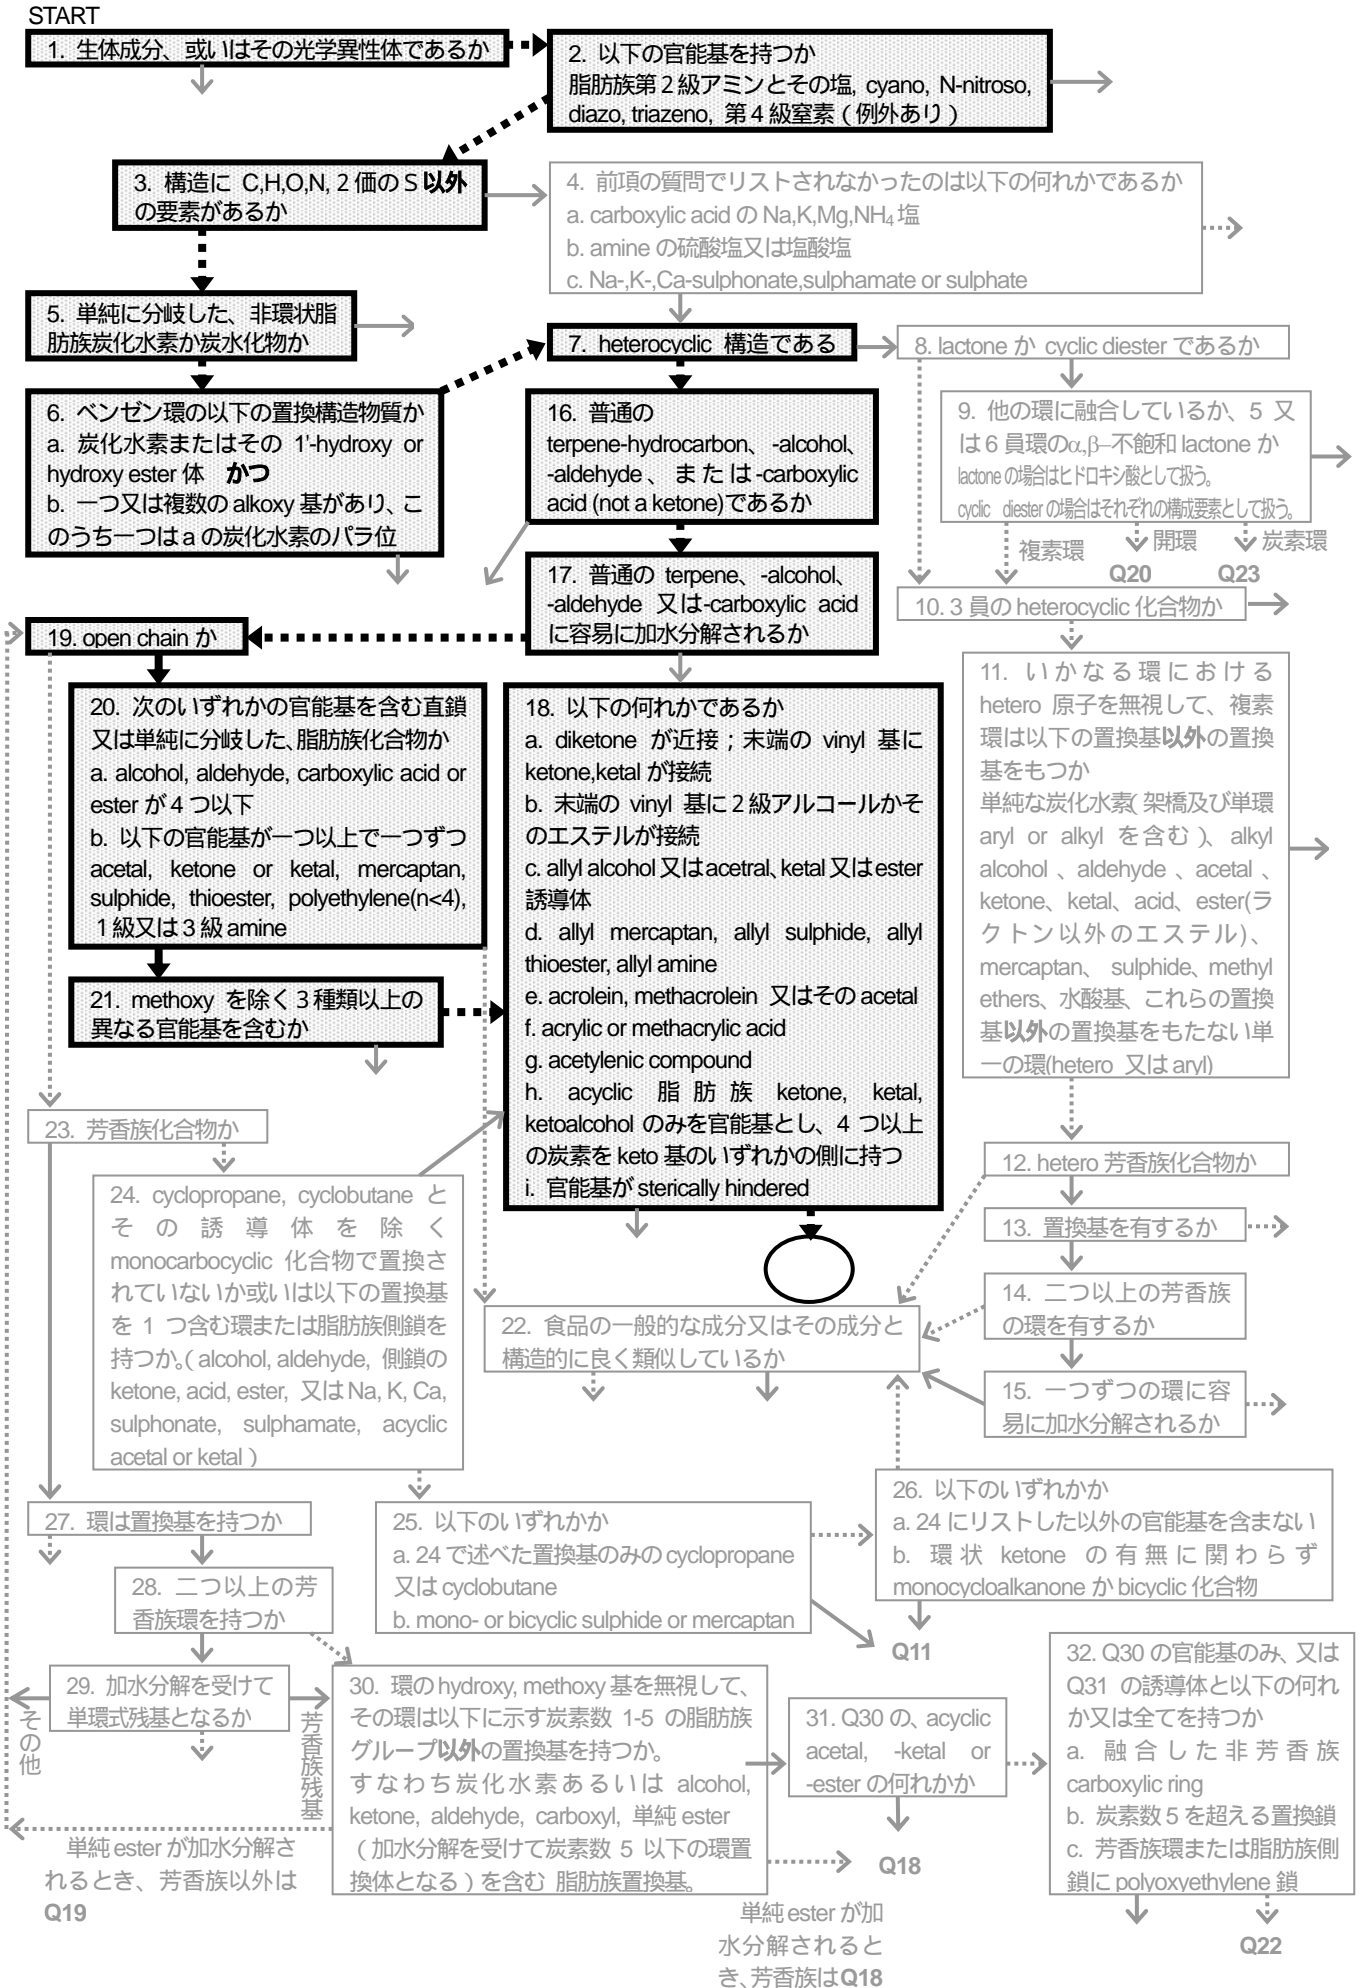 START
1. 生体成分、或いはその光学異性体であるか
2. 以下の官能基を持つか
脂肪族第2級アミンとその塩, cyano, N-nitroso,
diazo, triazeno, 第4級窒素（例外あり）
3. 構造に C,H,O,N, 2価のS以外
の要素があるか
4. 前項の質問でリストされなかったのは以下の何れかであるか
a. carboxylic acid の Na,K,Mg,NH₄塩
b. amine の硫酸塩又は塩酸塩
c. Na-,K-,Ca-sulphonate,sulphamate or sulphate
5. 単純に分岐した、非環状脂
肪族炭化水素か炭水化物か
7. heterocyclic 構造である
8. lactone か cyclic diester であるか
6. ベンゼン環の以下の置換構造物質か
a. 炭化水素またはその 1'-hydroxy or
hydroxy ester 体 かつ
b. 一つ又は複数の alkoxy 基があり、こ
のうち一つは a の炭化水素のパラ位
16. 普通の
terpene-hydrocarbon、-alcohol、
-aldehyde、または-carboxylic
acid (not a ketone)であるか
9. 他の環に融合しているか、5 又
は 6 員環のα,β–不飽和 lactone か
lactoneの場合はヒドロキシ酸として扱う。
cyclic diesterの場合はそれぞれの構成要素として扱う。
複素環
開環
炭素環
Q20
Q23
17. 普通の terpene、-alcohol、
-aldehyde 又は-carboxylic acid
に容易に加水分解されるか
10. 3 員の heterocyclic 化合物か
19. open chain か
20. 次のいずれかの官能基を含む直鎖
又は単純に分岐した、脂肪族化合物か
a. alcohol, aldehyde, carboxylic acid or
ester が 4 つ以下
b. 以下の官能基が一つ以上で一つずつ
acetal, ketone or ketal, mercaptan,
sulphide, thioester, polyethylene(n<4),
1級又は3級 amine
18. 以下の何れかであるか
a. diketone が近接；末端の vinyl 基に
ketone,ketal が接続
b. 末端の vinyl 基に2級アルコールかそ
のエステルが接続
c. allyl alcohol 又はacetral、ketal 又はester
誘導体
d. allyl mercaptan, allyl sulphide, allyl
thioester, allyl amine
e. acrolein, methacrolein 又はその acetal
f. acrylic or methacrylic acid
g. acetylenic compound
h. acyclic 脂肪族 ketone, ketal,
ketoalcohol のみを官能基とし、4 つ以上
の炭素を keto 基のいずれかの側に持つ
i. 官能基が sterically hindered
11. いかなる環における
hetero 原子を無視して、複素
環は以下の置換基以外の置換
基をもつか
単純な炭化水素(架橋及び単環
aryl or alkyl を含む)、alkyl
alcohol、aldehyde、acetal、
ketone、ketal、acid、ester(ラ
クトン以外のエステル)、
mercaptan、 sulphide、methyl
ethers、水酸基、これらの置換
基以外の置換基をもたない単
一の環(hetero 又は aryl)
21. methoxy を除く3種類以上の
異なる官能基を含むか
23. 芳香族化合物か
12. hetero 芳香族化合物か
24. cyclopropane, cyclobutane と
その誘導体を除く
monocarbocyclic 化合物で置換さ
れていないか或いは以下の置換基
を 1 つ含む環または脂肪族側鎖を
持つか。（alcohol, aldehyde, 側鎖の
ketone, acid, ester, 又は Na, K, Ca,
sulphonate, sulphamate, acyclic
acetal or ketal ）
13. 置換基を有するか
14. 二つ以上の芳香族
の環を有するか
22. 食品の一般的な成分又はその成分と
構造的に良く類似しているか
15. 一つずつの環に容
易に加水分解されるか
27. 環は置換基を持つか
25. 以下のいずれかか
a. 24 で述べた置換基のみの cyclopropane
又は cyclobutane
b. mono- or bicyclic sulphide or mercaptan
26. 以下のいずれかか
a. 24 にリストした以外の官能基を含まない
b. 環状 ketone の有無に関わらず
monocycloalkanone か bicyclic 化合物
Q11
28. 二つ以上の芳
香族環を持つか
29. 加水分解を受けて
単環式残基となるか
その他
芳香族残基
30. 環の hydroxy, methoxy 基を無視して、
その環は以下に示す炭素数 1-5 の脂肪族
グループ以外の置換基を持つか。
すなわち炭化水素あるいは alcohol,
ketone, aldehyde, carboxyl, 単純 ester
（加水分解を受けて炭素数 5 以下の環置
換体となる）を含む 脂肪族置換基。
31. Q30 の、acyclic
acetal, -ketal or
-ester の何れかか
Q18
32. Q30 の官能基のみ、又は
Q31 の誘導体と以下の何れ
か又は全てを持つか
a. 融合した非芳香族
carboxylic ring
b. 炭素数 5 を超える置換鎖
c. 芳香族環または脂肪族側
鎖に polyoxyethylene 鎖
Q22
単純 ester が加水分解さ
れるとき、芳香族以外は
Q19
単純 ester が加
水分解されると
き、芳香族はQ18